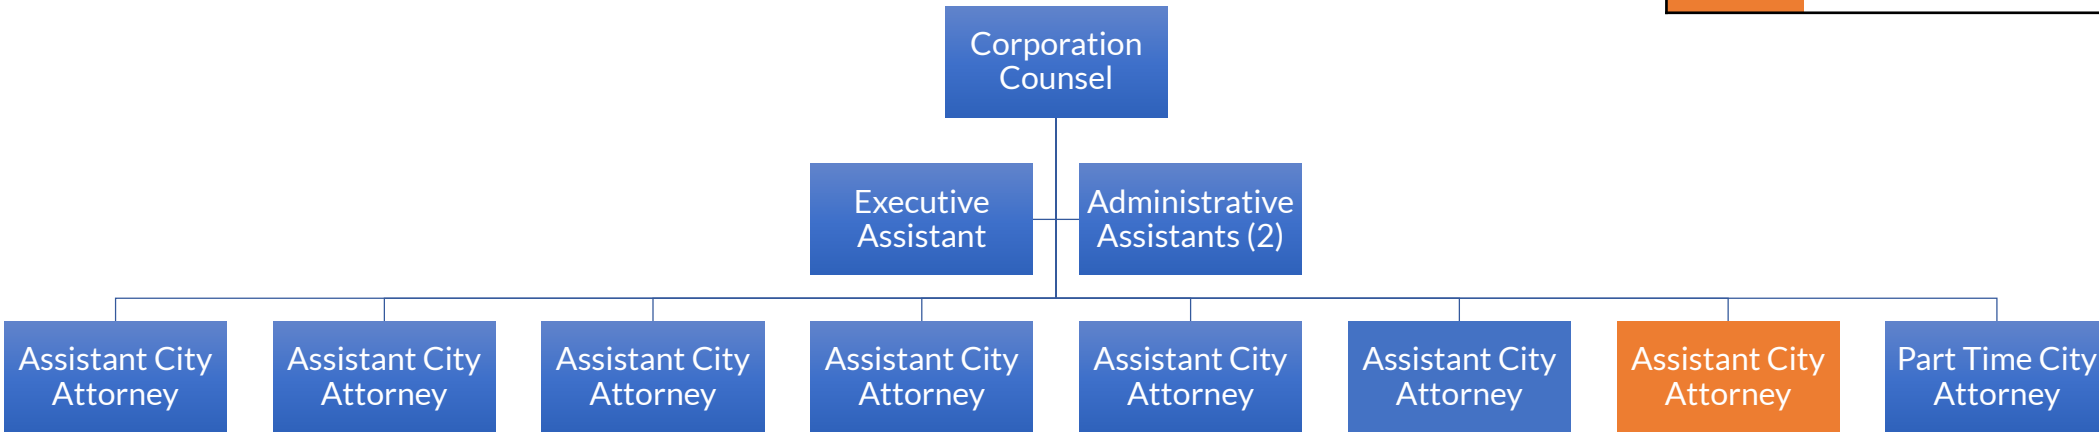 Corporation
Counsel
Executive
Assistant
Administrative
Assistants (2)
Assistant City
Attorney
Assistant City
Attorney
Assistant City
Attorney
Assistant City
Attorney
Assistant City
Attorney
Assistant City
Attorney
Assistant City
Attorney
Part Time City
Attorney